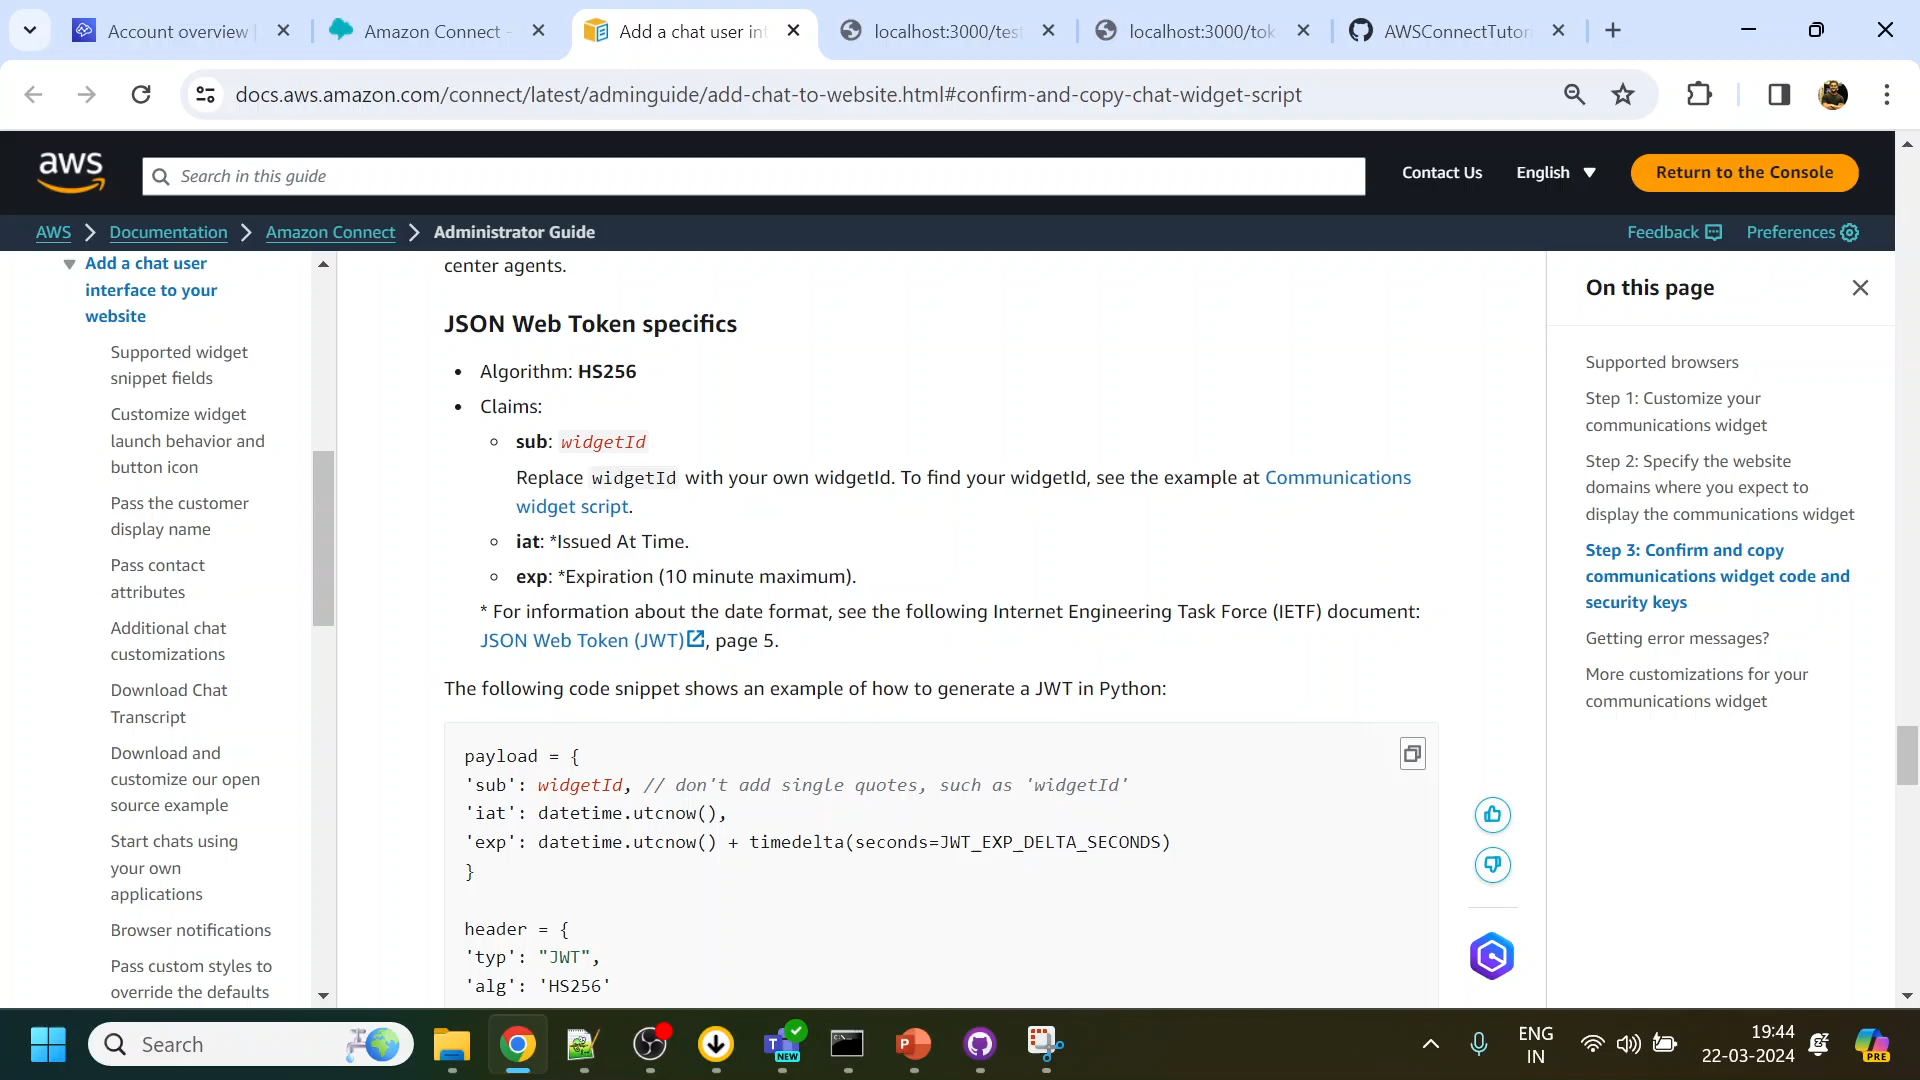 Account overview
Amazon Connect -
Add a chat user int
localhost:3000/test
localhost:3000/tok
AWSConnectTutor
docs.aws.amazon.com/connect/latest/adminguide/add-chat-to-website.html#confirm-and-copy-chat-widget-script
aws
Search in this guide
Contact Us
English
Return to the Console
AWS
Documentation
Amazon Connect
Administrator Guide
Feedback
Preferences
Add a chat user
interface to your
website
Supported widget
snippet fields
Customize widget
launch behavior and
button icon
Pass the customer
display name
Pass contact
attributes
Additional chat
customizations
Download Chat
Transcript
Download and
customize our open
source example
Start chats using
your own
applications
Browser notifications
Pass custom styles to
override the defaults
center agents.
JSON Web Token specifics
• Algorithm: HS256
• Claims:
sub: widgetId
Replace widgetId with your own widgetId. To find your widgetId, see the example at Communications
widget script.
iat: *Issued At Time.
exp: *Expiration (10 minute maximum).
* For information about the date format, see the following Internet Engineering Task Force (IETF) document:
JSON Web Token (JWT), page 5.
The following code snippet shows an example of how to generate a JWT in Python:
payload = {
'sub': widgetId, // don't add single quotes, such as 'widgetId'
'iat': datetime.utcnow(),
'exp': datetime.utcnow() + timedelta(seconds=JWT_EXP_DELTA_SECONDS)
}
header = {
'typ': "JWT",
'alg': 'HS256'
On this page
Supported browsers
Step 1: Customize your
communications widget
Step 2: Specify the website
domains where you expect to
display the communications widget
Step 3: Confirm and copy
communications widget code and
security keys
Getting error messages?
More customizations for your
communications widget
Search
NEW
ENG
IN
19:44
22-03-2024
PRE